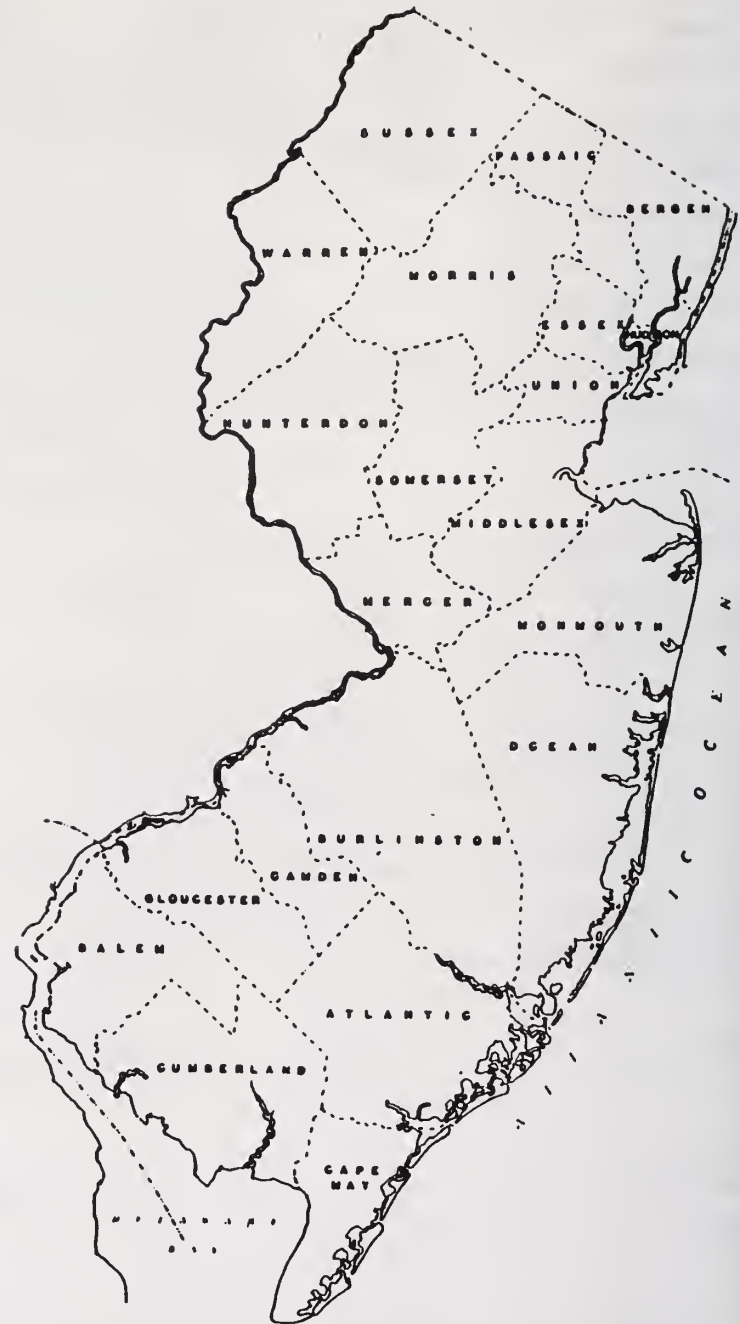 SUSSEX
PASSAIC
BERGEN
WARREN
MORRIS
ESSEX
HUDSON
UNION
HUNTERDON
SOMERSET
MIDDLESEX
MERCER
MONMOUTH
OCEAN
OCEAN
BURLINGTON
CAMDEN
GLOUCESTER
SALEM
ATLANTIC
CUMBERLAND
CAPE
MAY
BAY